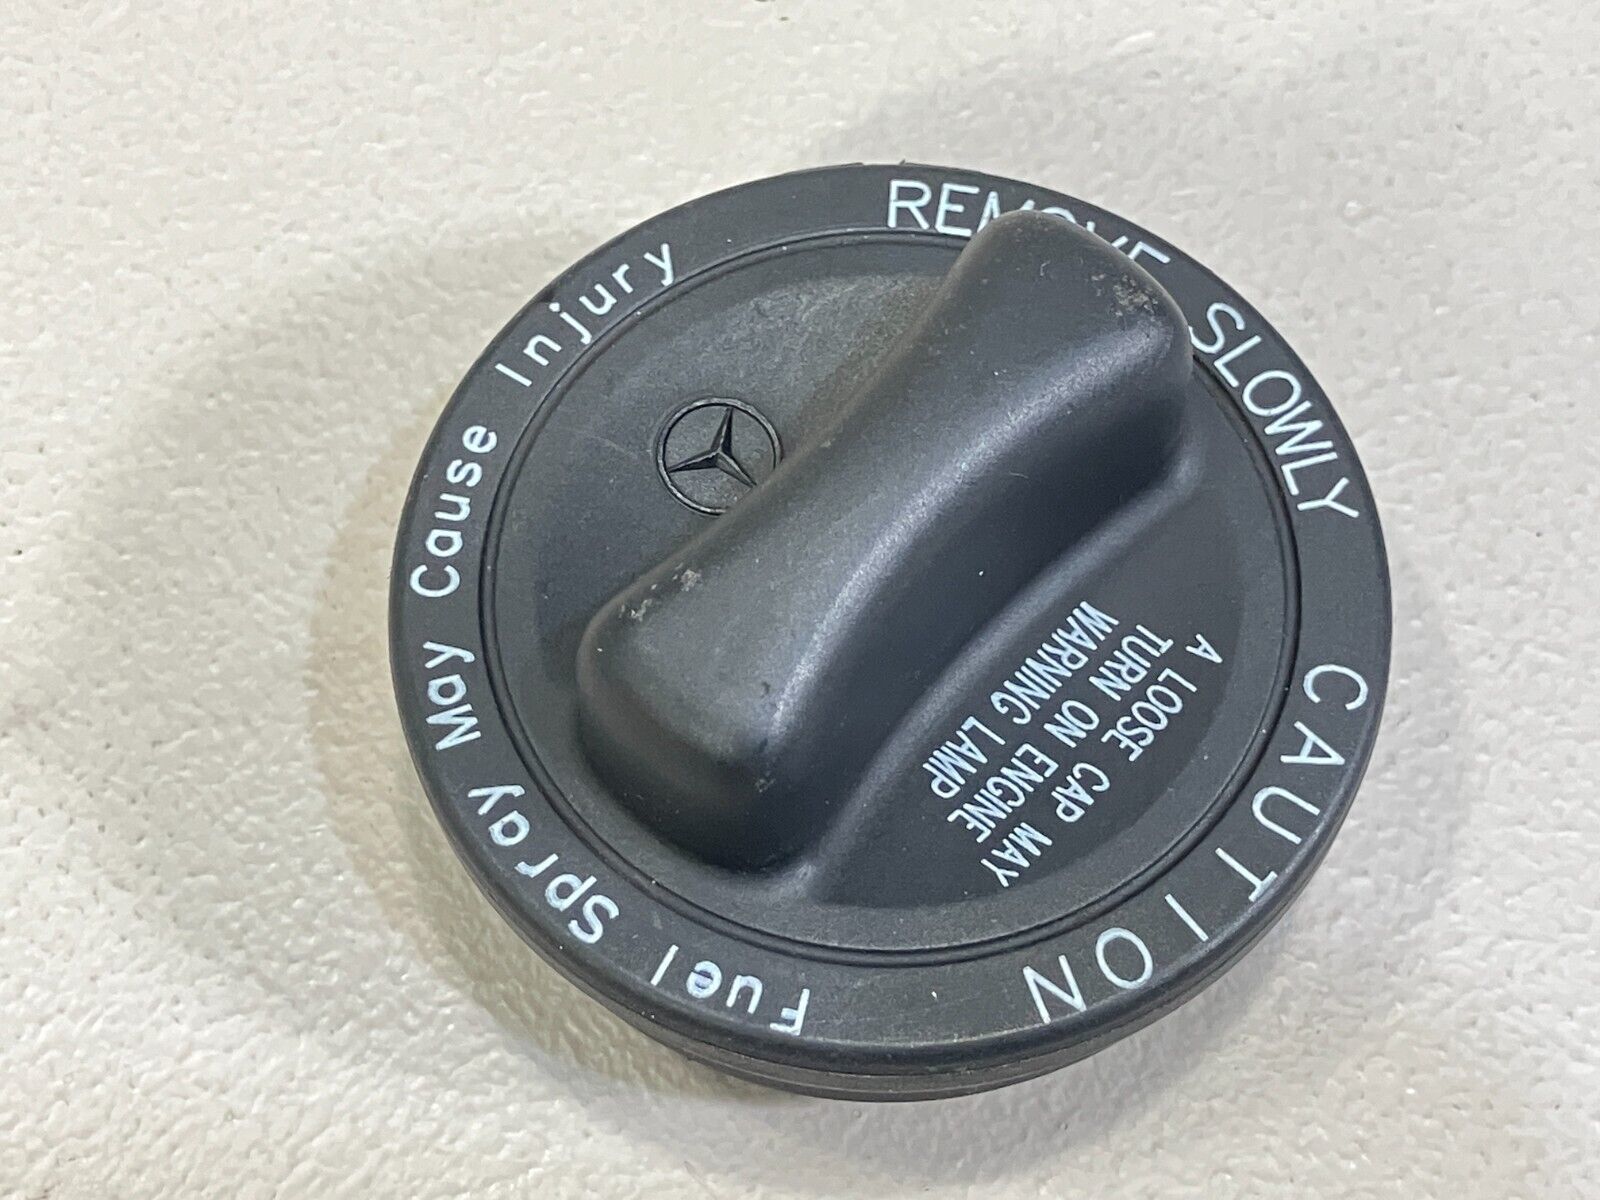 REMOVE SLOWLY
CAUTION
Fuel Spray May Cause Injury
A LOOSE CAP MAY
TURN ON ENGINE
WARNING LAMP